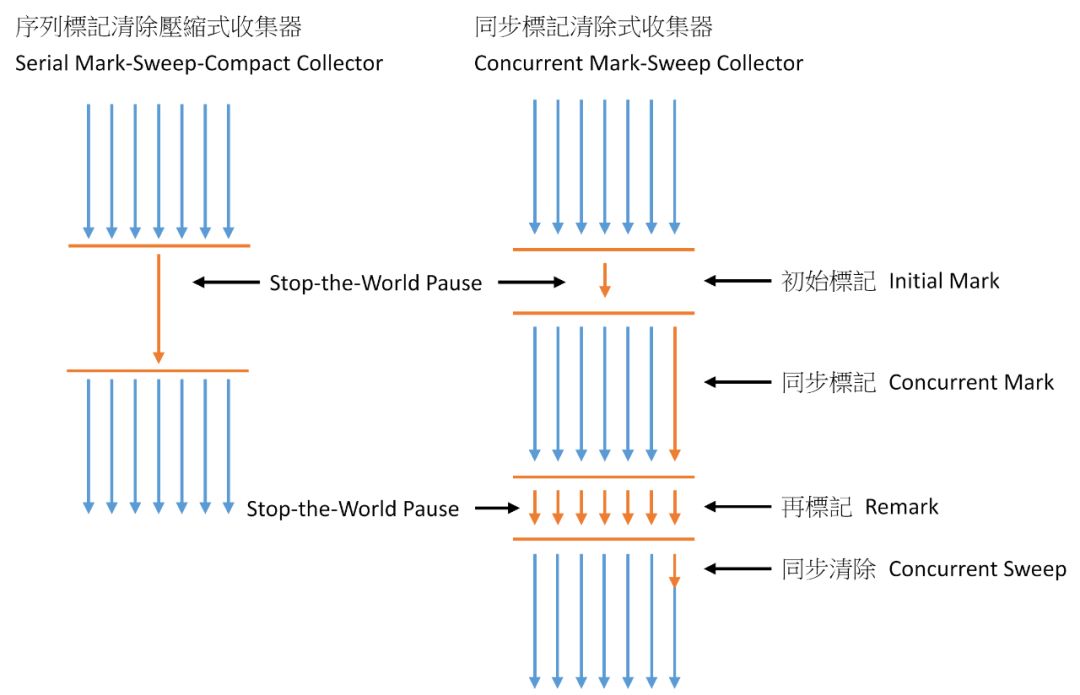 序列標記清除壓縮式收集器
Serial Mark-Sweep-Compact Collector
同步標記清除式收集器
Concurrent Mark-Sweep Collector
Stop-the-World Pause
初始標記 Initial Mark
同步標記 Concurrent Mark
Stop-the-World Pause
再標記 Remark
同步清除 Concurrent Sweep